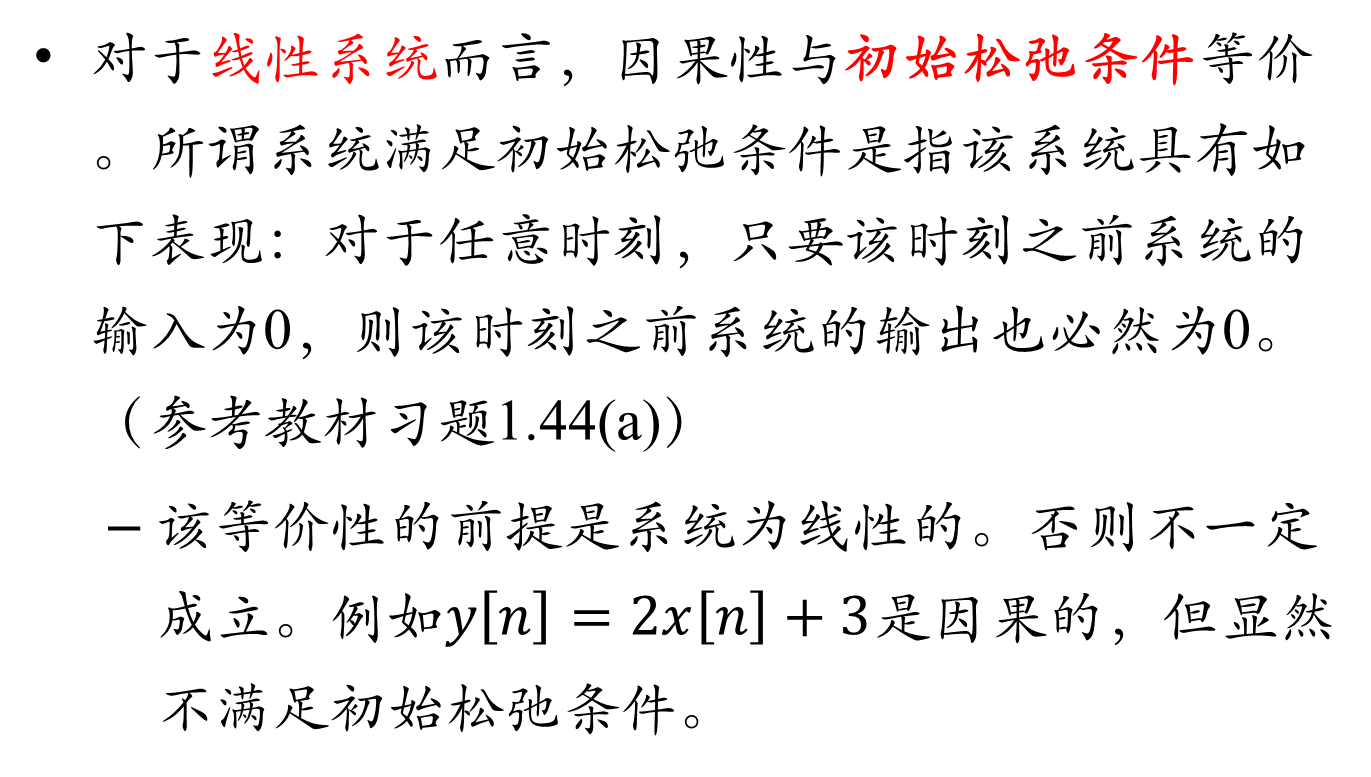 • 对于线性系统而言，因果性与初始松弛条件等价
。所谓系统满足初始松弛条件是指该系统具有如
下表现：对于任意时刻，只要该时刻之前系统的
输入为0，则该时刻之前系统的输出也必然为0。
（参考教材习题1.44(a)）
– 该等价性的前提是系统为线性的。否则不一定
成立。例如𝑦[𝑛] = 2𝑥[𝑛] + 3是因果的，但显然
不满足初始松弛条件。